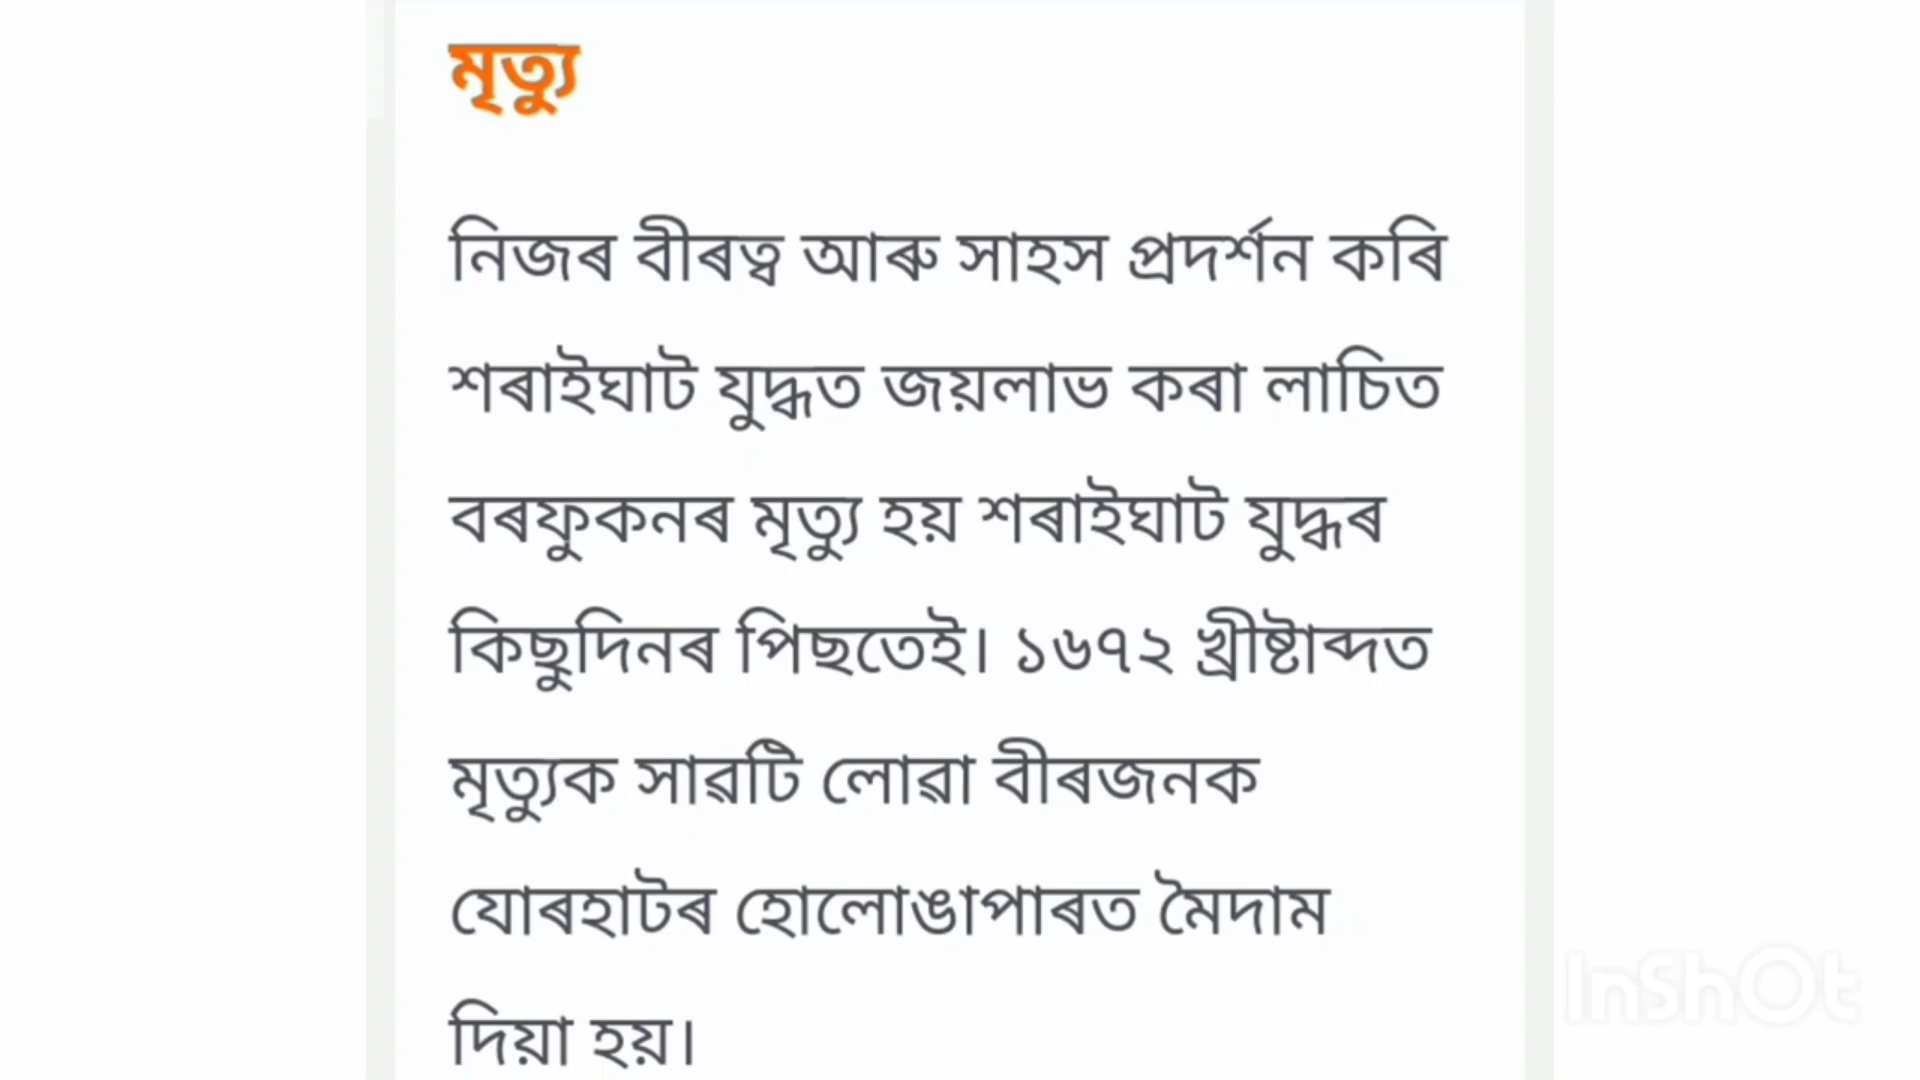 মৃত্যু
নিজৰ বীৰত্ব আৰু সাহস প্ৰদৰ্শন কৰি
শৰাইঘাট যুদ্ধত জয়লাভ কৰা লাচিত
বৰফুকনৰ মৃত্যু হয় শৰাইঘাট যুদ্ধৰ
কিছুদিনৰ পিছতেই। ১৬৭২ খ্ৰীষ্টাব্দত
মৃত্যুক সাৱটি লোৱা বীৰজনক
যোৰহাটৰ হোলোঙাপাৰত মৈদাম
দিয়া হয়।
InShOt